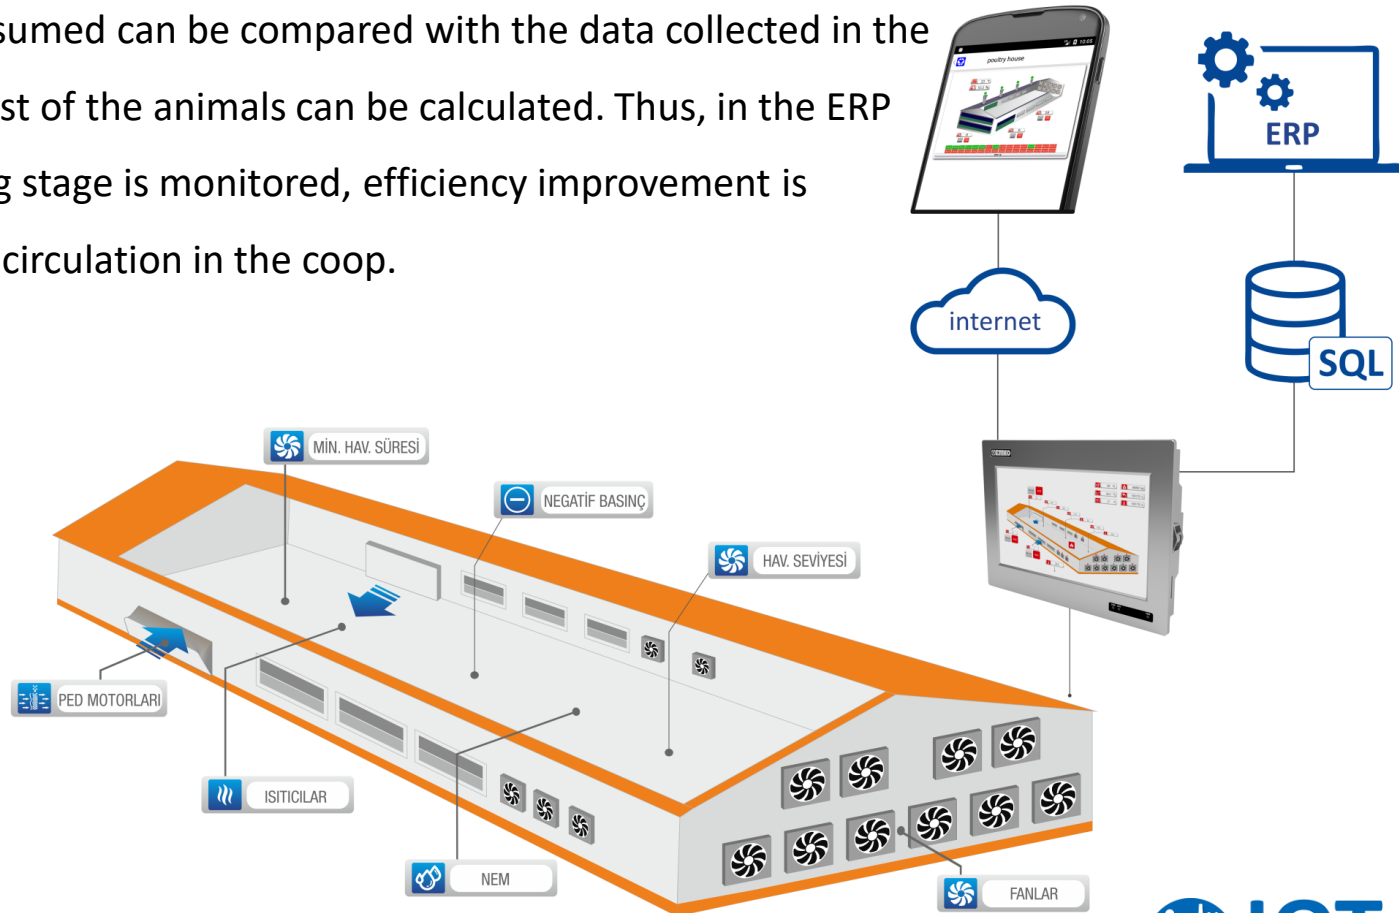 sumed can be compared with the data collected in the
st of the animals can be calculated. Thus, in the ERP
g stage is monitored, efficiency improvement is
circulation in the coop.
poultry house
ERP
internet
SQL
MİN. HAV. SÜRESİ
NEGATİF BASINÇ
HAV. SEVİYESİ
PED MOTORLARI
ISITICILAR
NEM
FANLAR